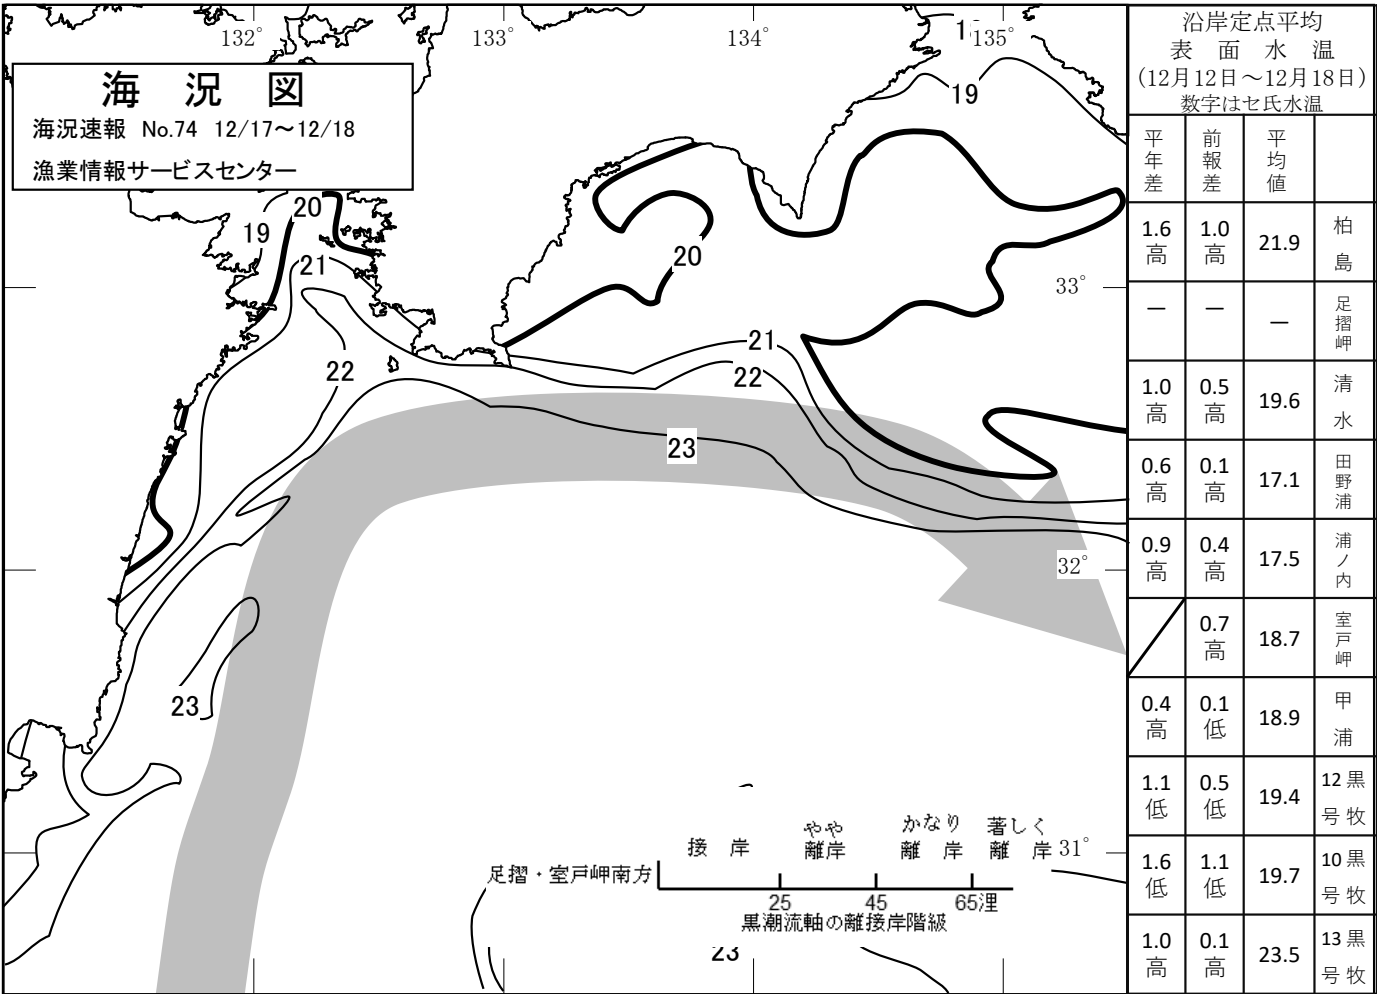 132°
133°
134°
135°
海 況 図
海況速報 No.74 12/17～12/18
漁業情報サービスセンター
19
20
19
21
20
33°
22
21
22
23
32°
23
接 岸
やや
離岸
かなり
離 岸
著しく
離 岸
31°
足摺・室戸岬南方
25
45
65浬
黒潮流軸の離接岸階級
23
沿岸定点平均
表 面 水 温
(12月12日～12月18日)
数字はセ氏水温
平年差 前報差 平均値
1.6高 1.0高 21.9 柏島
－ － － 足摺岬
1.0高 0.5高 19.6 清水
0.6高 0.1高 17.1 田野浦
0.9高 0.4高 17.5 浦ノ内
0.7高 18.7 室戸岬
0.4高 0.1低 18.9 甲浦
1.1低 0.5低 19.4 黒牧12号
1.6低 1.1低 19.7 黒牧10号
1.0高 0.1高 23.5 黒牧13号